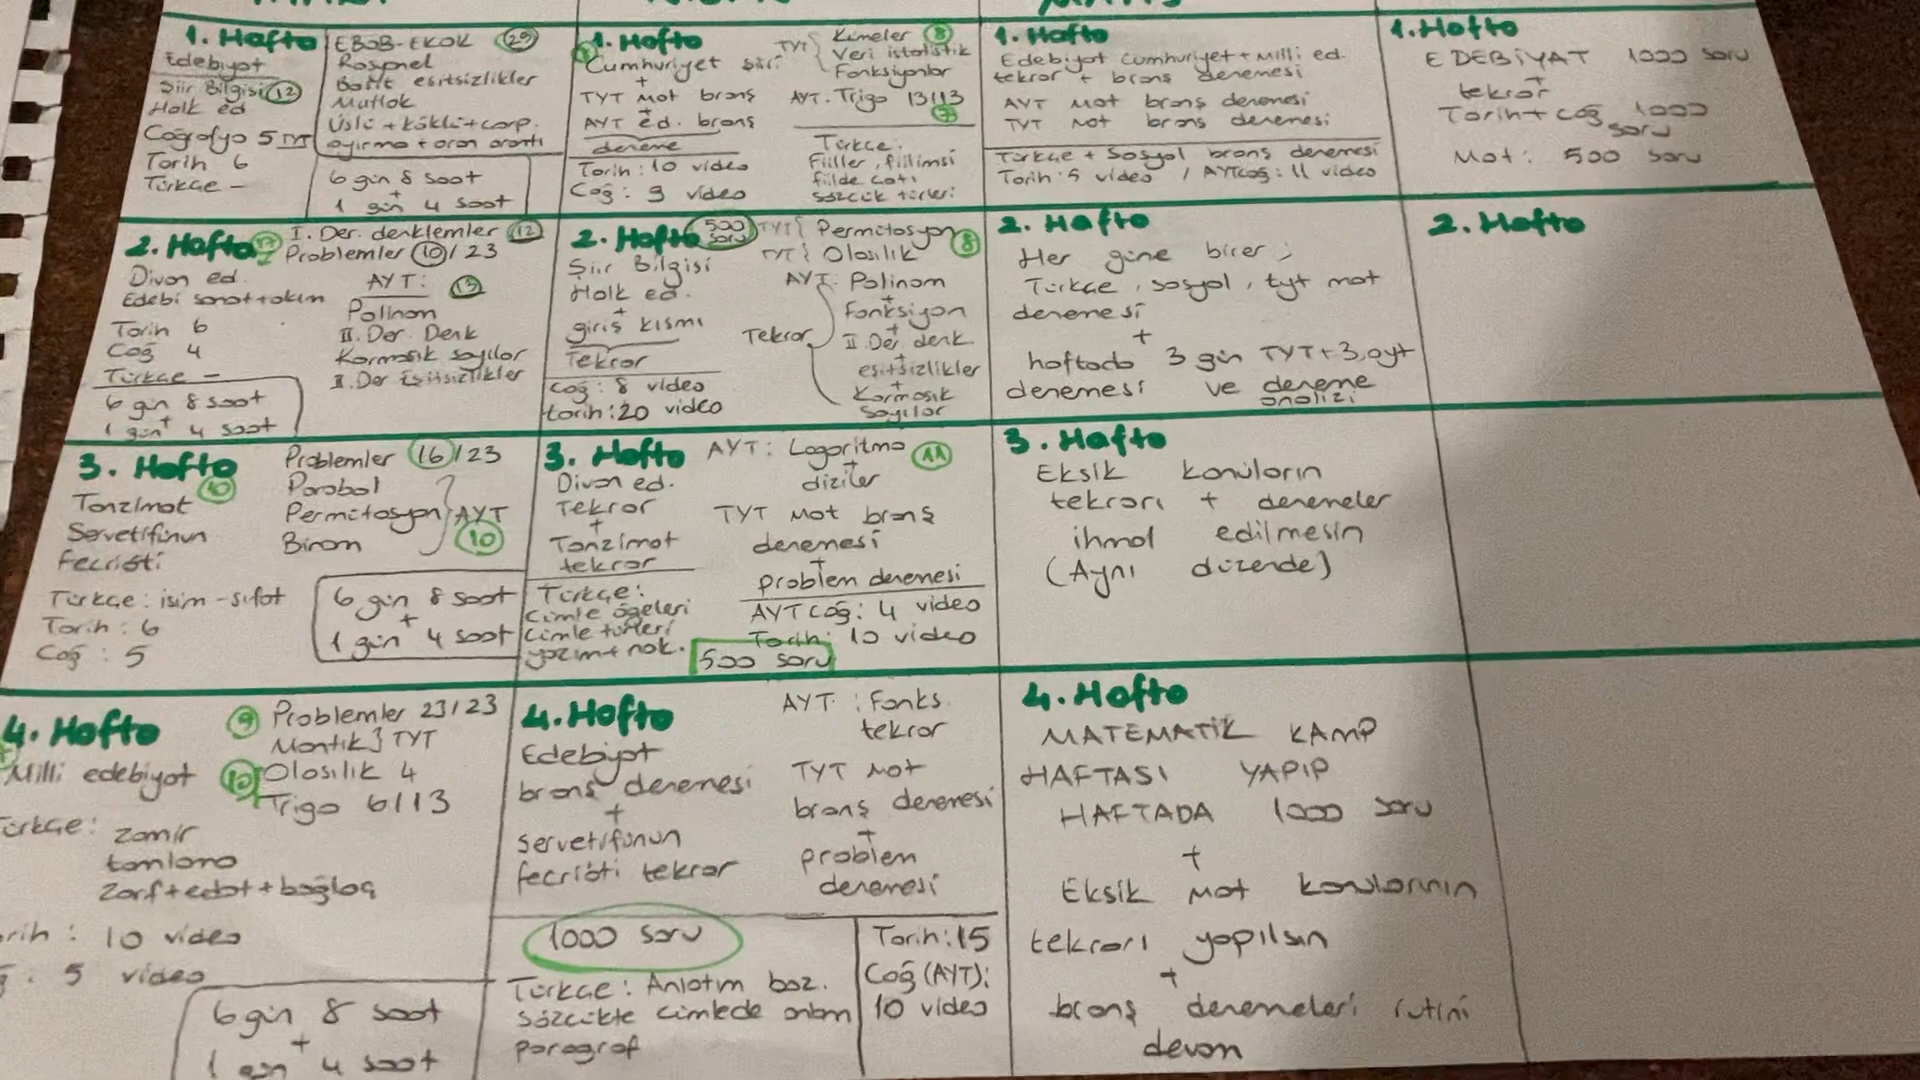 1. Hafta
Edebiyat
Şiir Bilgisi 12
Halk ed
Coğrafya 5 TYT
Tarih 6
Türkçe -
EBOB-EKOK 29
Rasyonel
Basit eşitsizlikler
Mutlak
Üslü + köklü + çarp.
ayırma + oran orantı
6 gün 8 saat
+
1 gün 4 saat
1. Hafta
Cumhuriyet şiiri
+
TYT Mat branş
+
AYT ed. branş
deneme
Tarih: 10 video
Coğ: 9 video
TYT Kümeler 8
Veri istatistik
Fonksiyonlar
AYT. Trigo 13/13
7
Türkçe:
Fiiller, fiilimsi
fiilde çatı
sözcük türleri
1. Hafta
Edebiyat cumhuriyet + Milli ed.
tekrar + branş denemesi
AYT Mat branş denemesi
TYT Mat branş denemesi
Türkçe + Sosyal branş denemesi
Tarih: 5 video / AYT coğ: 11 video
1. Hafta
EDEBİYAT 1000 soru
+
tekrar
Tarih + coğ 1000
soru
Mat: 500 soru
2. Hafta 17
Divan ed.
Edebi sanat + akım
Tarih 6
Coğ 4
Türkçe -
6 gün 8 saat
+
1 gün 4 saat
I. Der. denklemler 12
Problemler 10/23
AYT: 13
Polinom
II. Der. Denk
Karmaşık sayılar
II. Der Eşitsizlikler
2. Hafta 500 soru
Şiir Bilgisi
Halk ed.
+
giriş kısmı
Tekrar
Coğ: 8 video
tarih: 20 video
TYT Permütasyon 8
TYT Olasılık
AYT: Polinom
+
fonksiyon
+
Tekrar II. Der. denk.
+
eşitsizlikler
+
Karmaşık
Sayılar
2. Hafta
Her güne birer;
Türkçe, sosyal, tyt mat
denemesi
+
haftada 3 gün TYT + 3 ayt
denemesi ve deneme
analizi
2. Hafta
3. Hafta
10
Tanzimat
Servetifünun
Fecriati
Türkçe: isim - sıfat
Tarih: 6
Coğ: 5
Problemler 16/23
Parabol
Permütasyon AYT
Binom 10
6 gün 8 saat
+
1 gün 4 saat
3. Hafta
Divan ed.
Tekrar
+
Tanzimat
tekrar
Türkçe:
Cümle ögeleri
Cümle türleri
yazım + nok.
AYT: Logaritma 11
+
diziler
TYT Mat branş
denemesi
+
problem denemesi
AYT Coğ: 4 video
Tarih: 10 video
500 soru
3. Hafta
Eksik konuların
tekrarı + denemeler
ihmal edilmesin
(Aynı düzende)
4. Hafta
Milli edebiyat
Türkçe: zamir
tamlama
Zarf + edat + bağlaç
arih: 10 video
ğ. 5 video
6 gün 8 saat
+
1 gün 4 saat
9 Problemler 23/23
Mantık} TYT
10 Olasılık 4
Trigo 6/13
4. Hafta
Edebiyat
branş denemesi
+
servetifünun
fecriati tekrar
AYT: Fonks.
tekrar
TYT Mat
branş denemesi
+
problem
denemesi
1000 soru
Türkçe: Anlatım boz.
Sözcükte cümlede anlam
paragraf
Tarih: 15
Coğ (AYT):
10 video
4. Hafta
MATEMATİK KAMP
HAFTASI YAPIP
HAFTADA 1000 soru
+
Eksik Mat konularının
tekrarı yapılsın
+
branş denemeleri rutini
devam